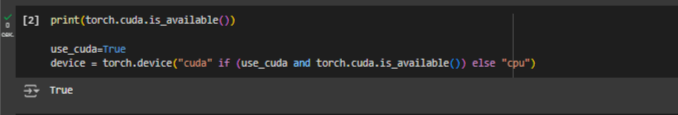 [2] print(torch.cuda.is_available())
use_cuda=True
device = torch.device("cuda" if (use_cuda and torch.cuda.is_available()) else "cpu")
True